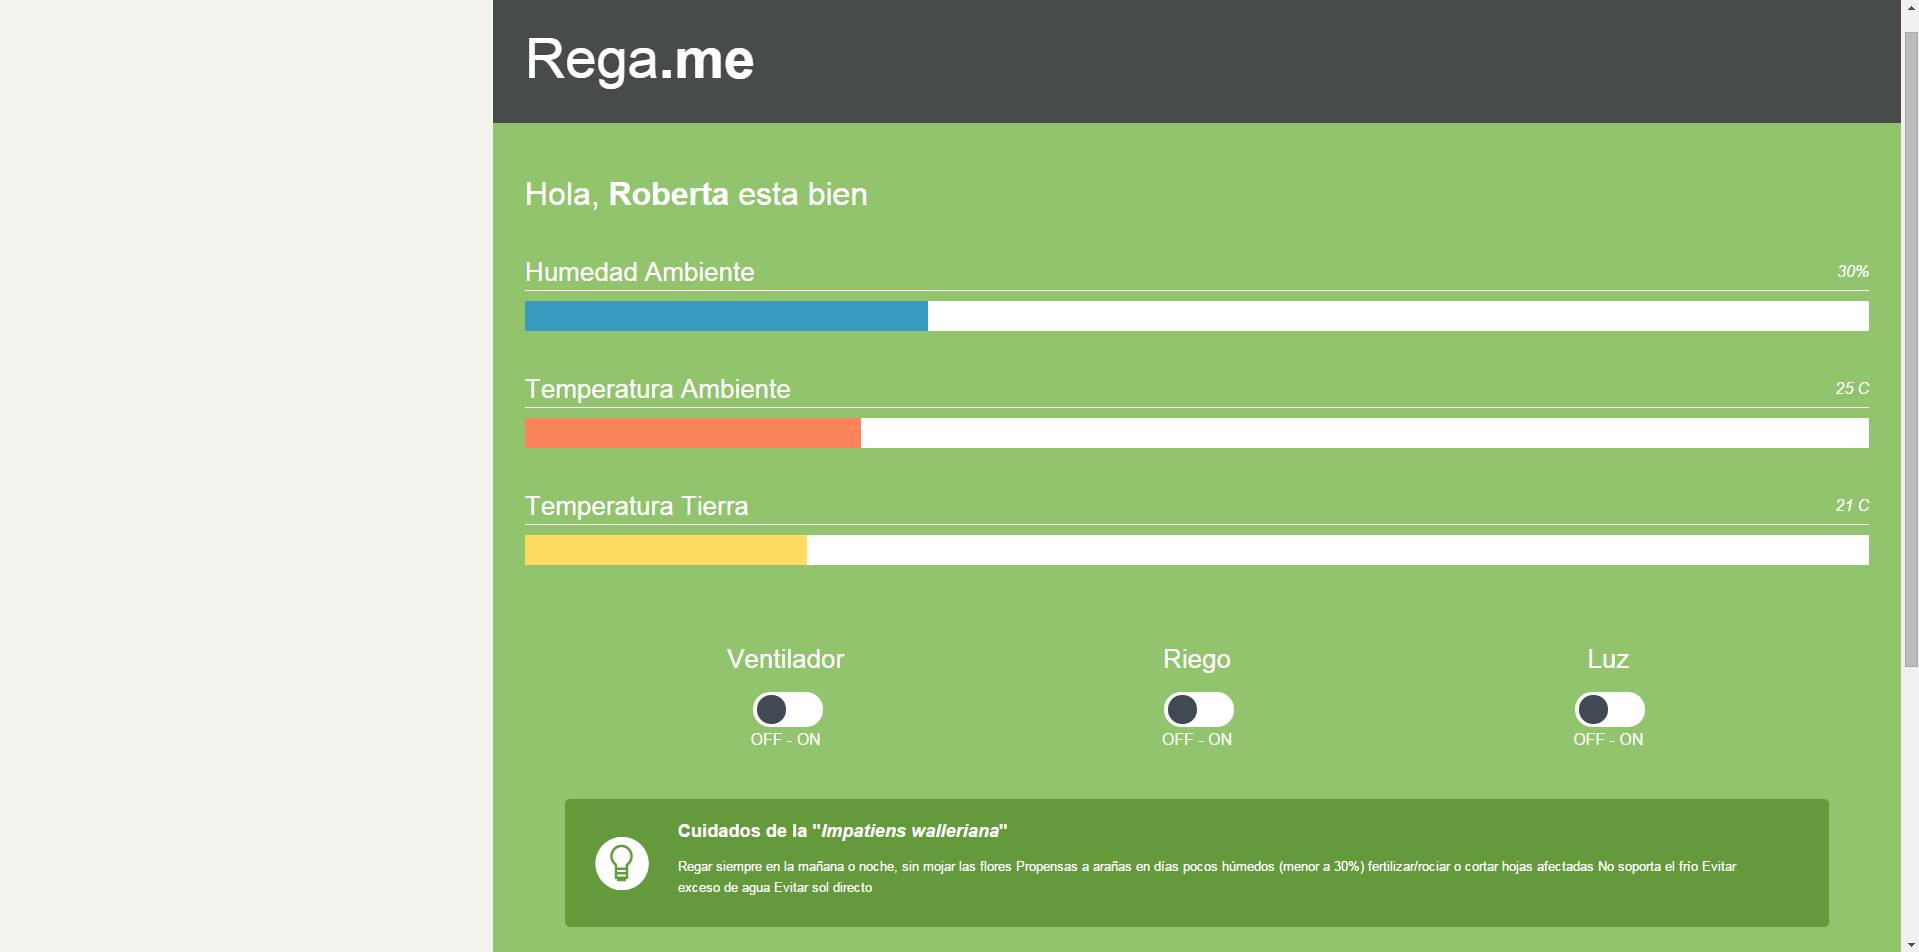 Rega.me
Hola, Roberta esta bien
Humedad Ambiente 30%
Temperatura Ambiente 25 C
Temperatura Tierra 21 C
Ventilador Riego Luz
OFF - ON OFF - ON OFF - ON
Cuidados de la "Impatiens walleriana"
Regar siempre en la mañana o noche, sin mojar las flores Propensas a arañas en días pocos húmedos (menor a 30%) fertilizar/rociar o cortar hojas afectadas No soporta el frío Evitar
exceso de agua Evitar sol directo